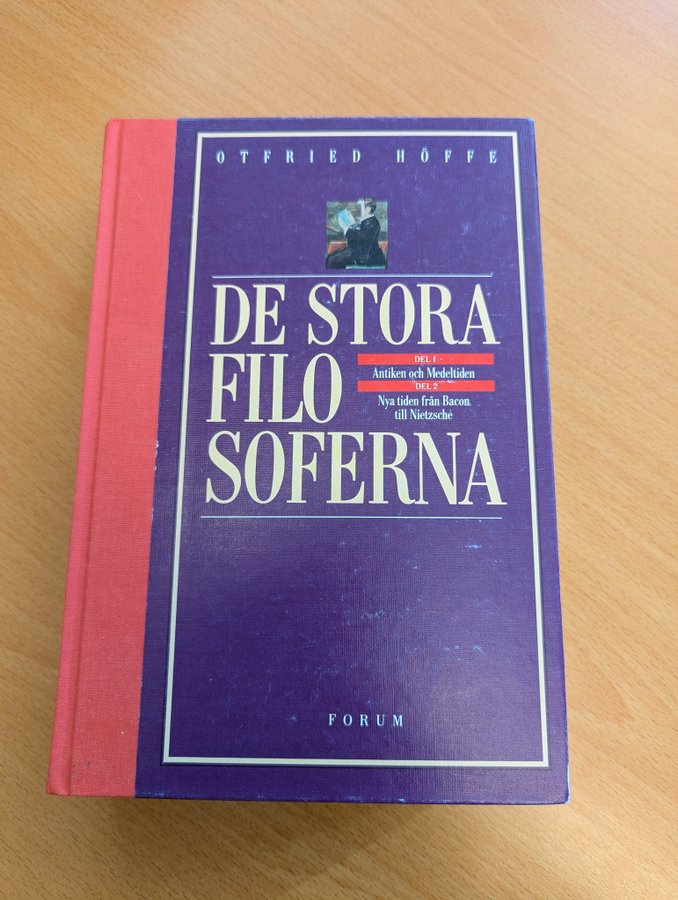 OTFRIED HÖFFE
DE STORA
FILO
SOFERNA
DEL 1
Antiken och Medeltiden
DEL 2
Nya tiden från Bacon
till Nietzsche
FORUM